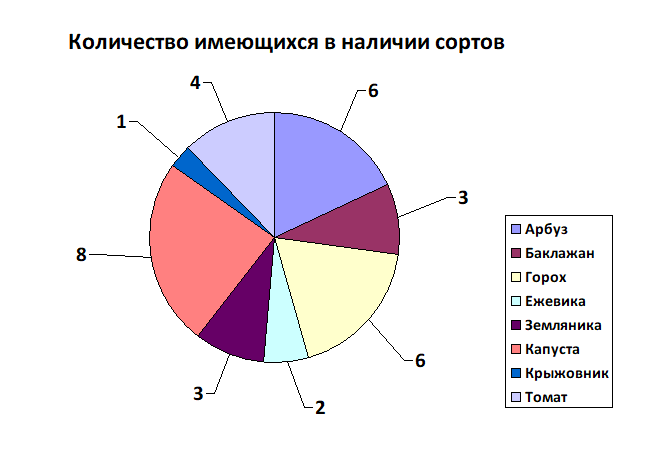 Количество имеющихся в наличии сортов
4
6
1
3
8
6
3
2
Арбуз
Баклажан
Горох
Ежевика
Земляника
Капуста
Крыжовник
Томат